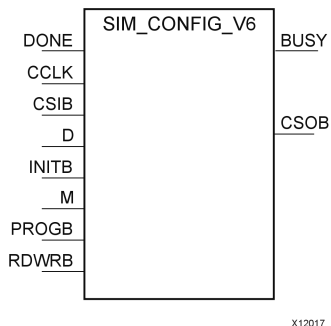 SIM_CONFIG_V6
DONE
BUSY
CCLK
CSIB
CSOB
D
INITB
M
PROGB
RDWRB
X12017